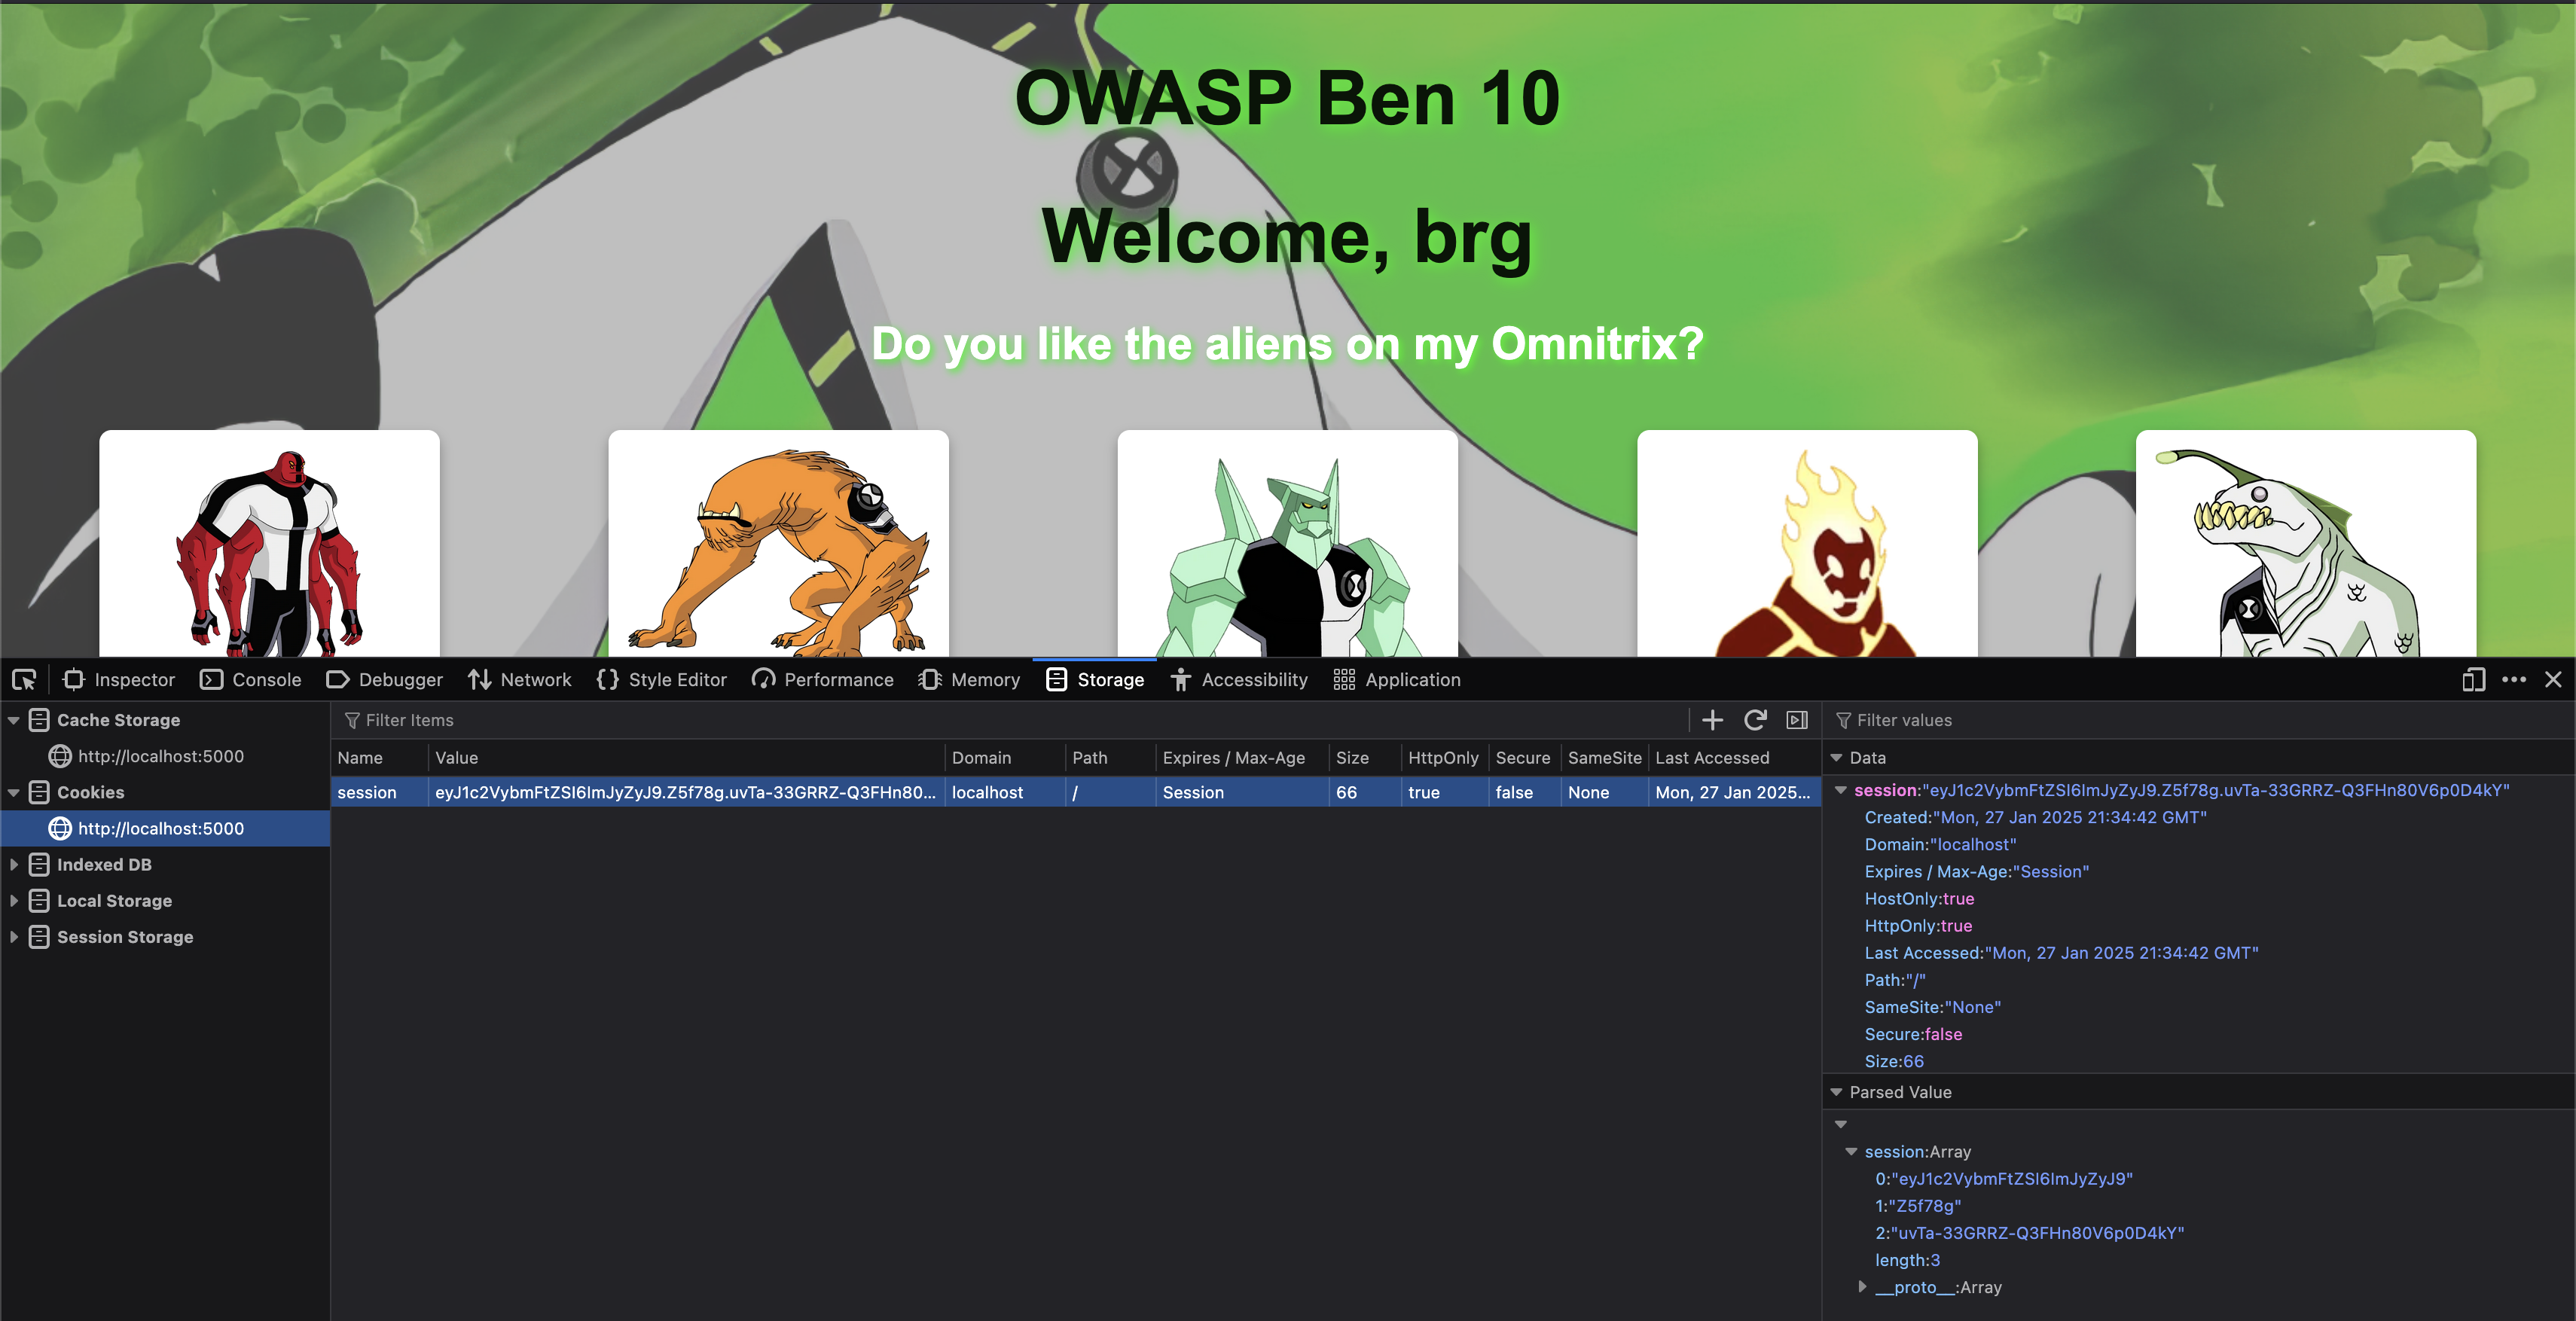 OWASP Ben 10
Welcome, brg
Do you like the aliens on my Omnitrix?
Inspector Console Debugger Network Style Editor Performance Memory Storage Accessibility Application
Cache Storage
http://localhost:5000
Cookies
http://localhost:5000
Indexed DB
Local Storage
Session Storage
Filter Items
Name Value Domain Path Expires / Max-Age Size HttpOnly Secure SameSite Last Accessed
session eyJ1c2VybmFtZSI6ImJyZyJ9.Z5f78g.uvTa-33GRRZ-Q3FHn80... localhost / Session 66 true false None Mon, 27 Jan 2025...
Filter values
Data
session:"eyJ1c2VybmFtZSI6ImJyZyJ9.Z5f78g.uvTa-33GRRZ-Q3FHn80V6p0D4kY"
Created:"Mon, 27 Jan 2025 21:34:42 GMT"
Domain:"localhost"
Expires / Max-Age:"Session"
HostOnly:true
HttpOnly:true
Last Accessed:"Mon, 27 Jan 2025 21:34:42 GMT"
Path:"/"
SameSite:"None"
Secure:false
Size:66
Parsed Value
session:Array
0:"eyJ1c2VybmFtZSI6ImJyZyJ9"
1:"Z5f78g"
2:"uvTa-33GRRZ-Q3FHn80V6p0D4kY"
length:3
__proto__:Array